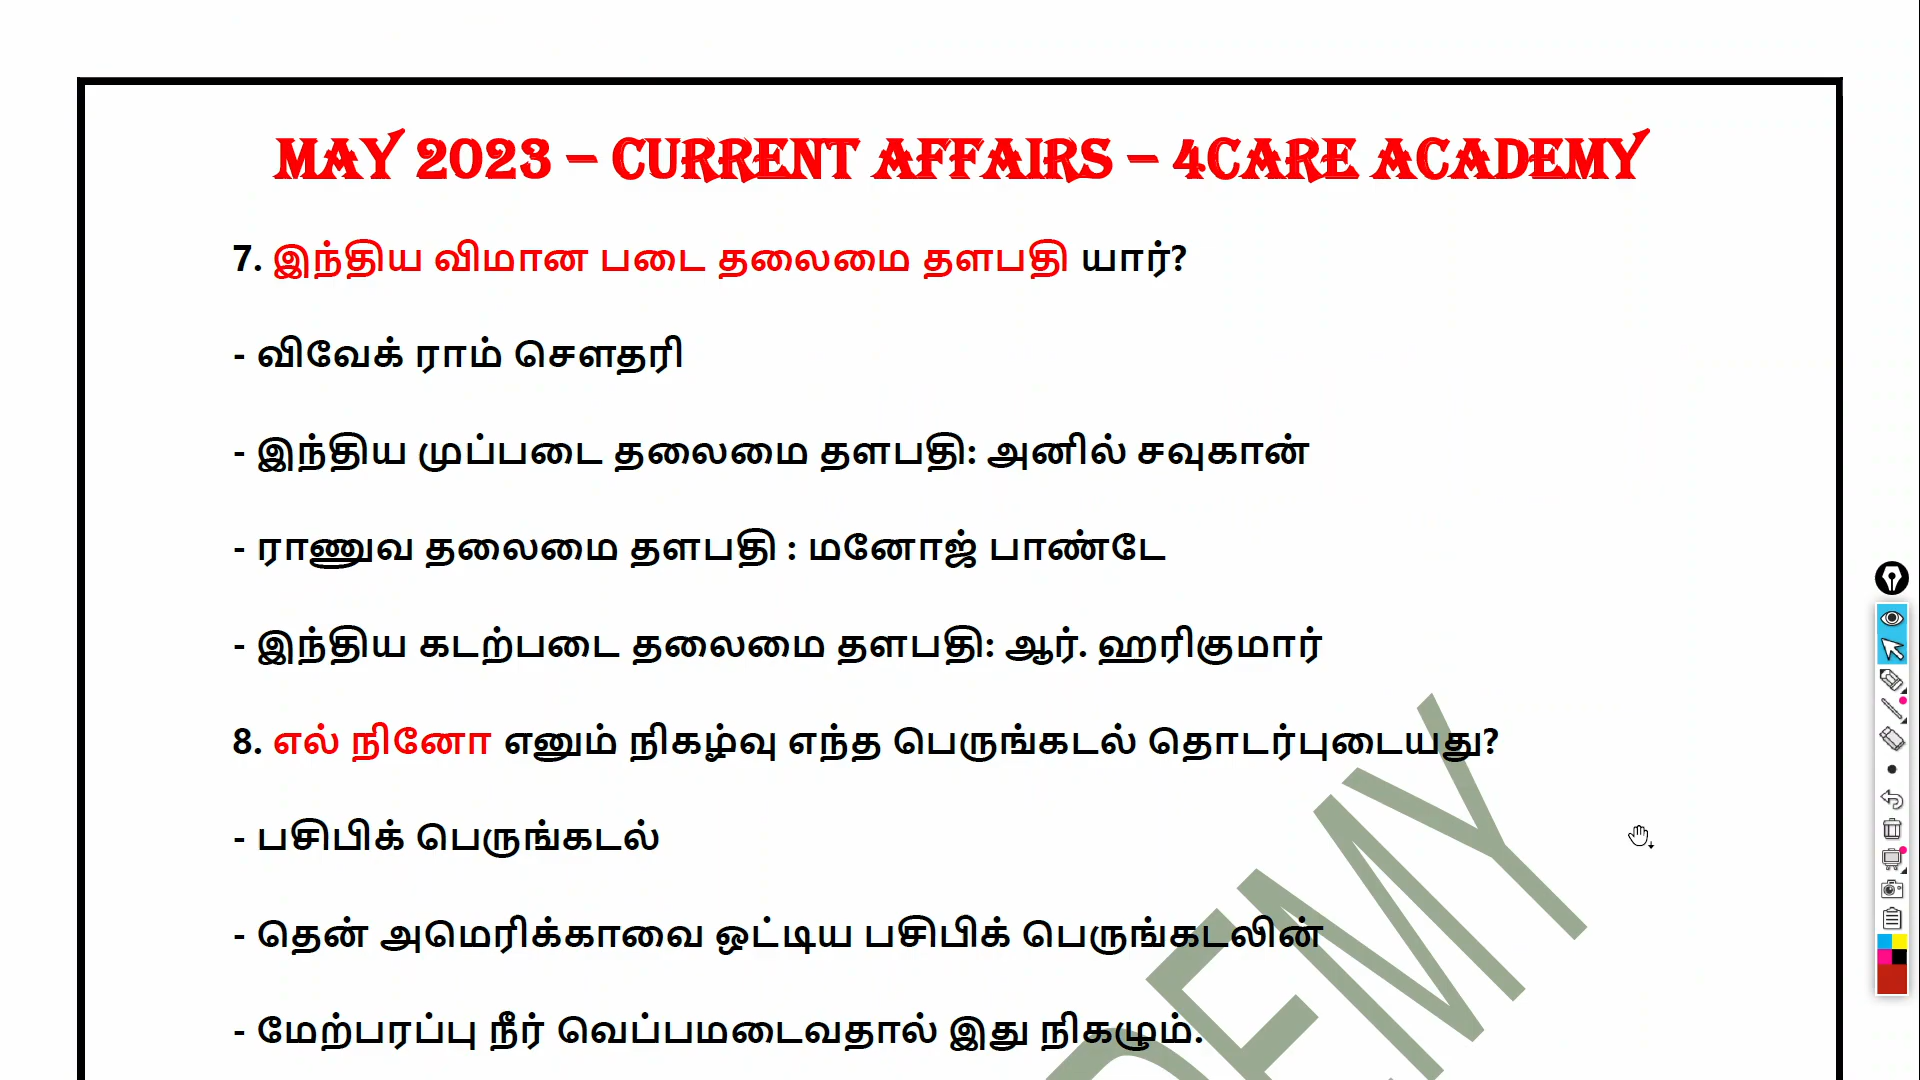 MAY 2023 – CURRENT AFFAIRS – 4CARE ACADEMY
7. இந்திய விமான படை தலைமை தளபதி யார்?
- விவேக் ராம் சௌதரி
- இந்திய முப்படை தலைமை தளபதி: அனில் சவுகான்
- ராணுவ தலைமை தளபதி : மனோஜ் பாண்டே
- இந்திய கடற்படை தலைமை தளபதி: ஆர். ஹரிகுமார்
8. எல் நினோ எனும் நிகழ்வு எந்த பெருங்கடல் தொடர்புடையது?
- பசிபிக் பெருங்கடல்
- தென் அமெரிக்காவை ஒட்டிய பசிபிக் பெருங்கடலின்
- மேற்பரப்பு நீர் வெப்பமடைவதால் இது நிகழும்.